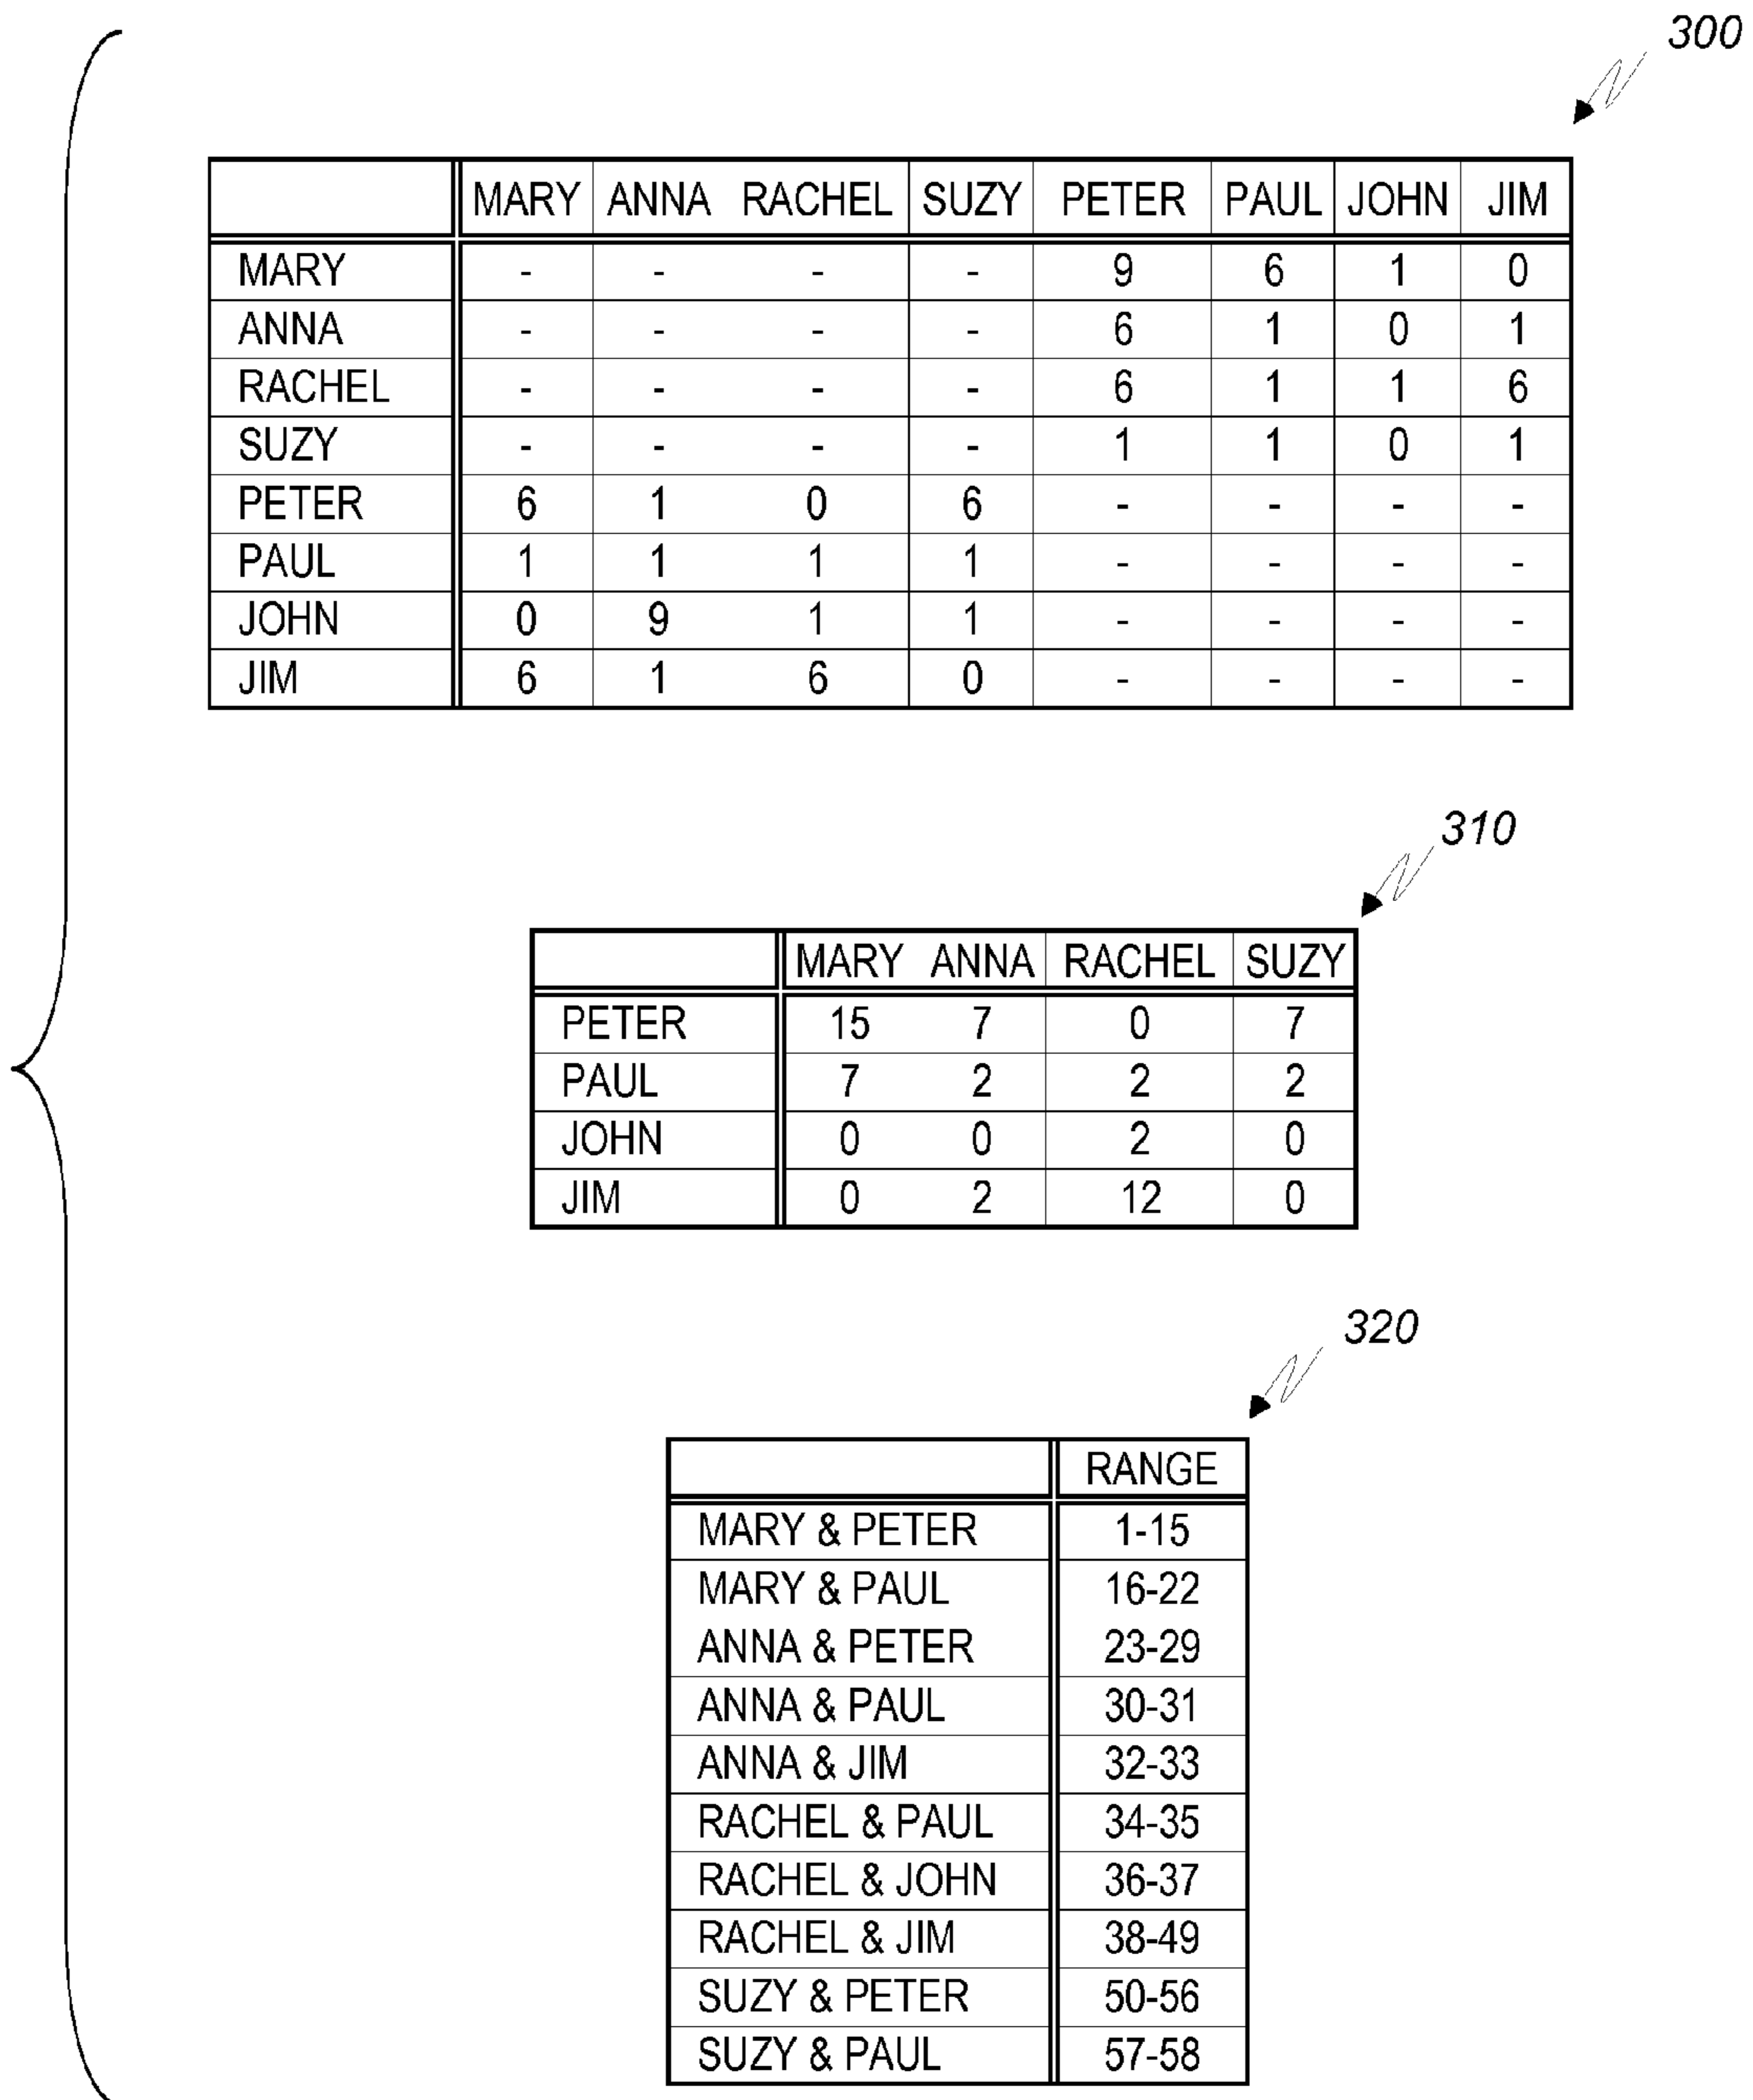 300
MARY ANNA RACHEL SUZY PETER PAUL JOHN JIM
MARY - - - - 9 6 1 0
ANNA - - - - 6 1 0 1
RACHEL - - - - 6 1 1 6
SUZY - - - - 1 1 0 1
PETER 6 1 0 6 - - - -
PAUL 1 1 1 1 - - - -
JOHN 0 9 1 1 - - - -
JIM 6 1 6 0 - - - -
310
MARY ANNA RACHEL SUZY
PETER 15 7 0 7
PAUL 7 2 2 2
JOHN 0 0 2 0
JIM 0 2 12 0
320
RANGE
MARY & PETER 1-15
MARY & PAUL 16-22
ANNA & PETER 23-29
ANNA & PAUL 30-31
ANNA & JIM 32-33
RACHEL & PAUL 34-35
RACHEL & JOHN 36-37
RACHEL & JIM 38-49
SUZY & PETER 50-56
SUZY & PAUL 57-58